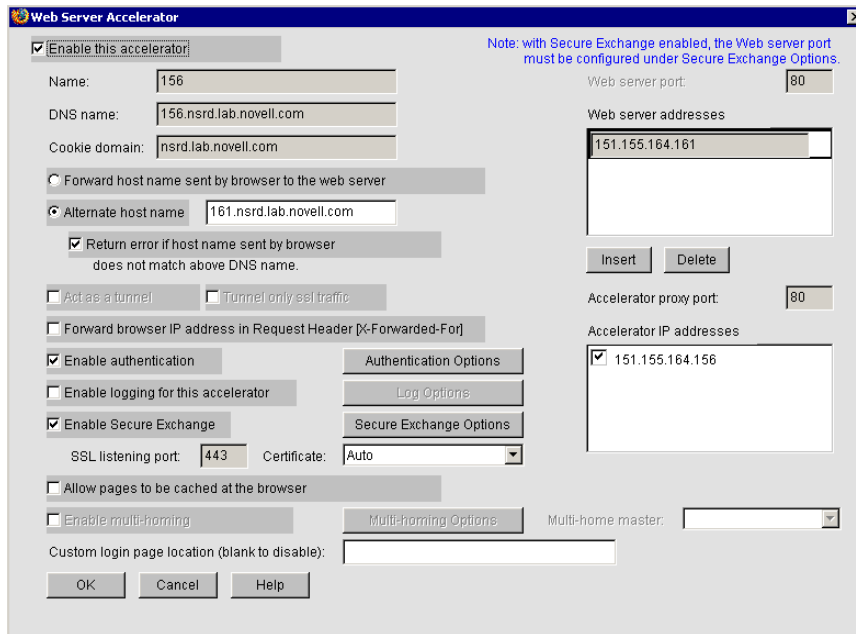 Web Server Accelerator
Enable this accelerator
Note: with Secure Exchange enabled, the Web server port
must be configured under Secure Exchange Options.
Name: 156
Web server port: 80
DNS name: 156.nsrd.lab.novell.com
Web server addresses
Cookie domain: nsrd.lab.novell.com
151.155.164.161
Forward host name sent by browser to the web server
Alternate host name 161.nsrd.lab.novell.com
Return error if host name sent by browser
does not match above DNS name.
Insert Delete
Act as a tunnel Tunnel only ssl traffic
Accelerator proxy port: 80
Forward browser IP address in Request Header [X-Forwarded-For]
Accelerator IP addresses
Enable authentication Authentication Options
151.155.164.156
Enable logging for this accelerator Log Options
Enable Secure Exchange Secure Exchange Options
SSL listening port: 443 Certificate: Auto
Allow pages to be cached at the browser
Enable multi-homing Multi-homing Options Multi-home master:
Custom login page location (blank to disable):
OK Cancel Help